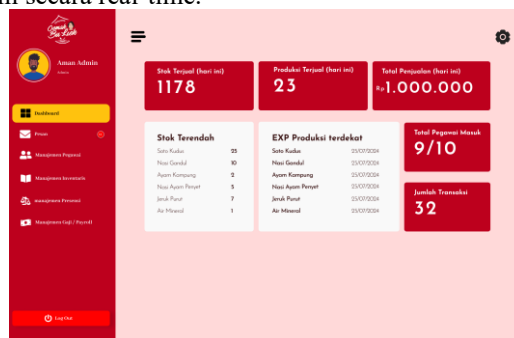 secara real-time.
Aman Admin
Admin
Dashboard
Pesan
Manajemen Pegawai
Manajemen Inventaris
manajemen Presensi
Manajemen Gaji / Payroll
Log Out
Stok Terjual (hari ini)
1178
Produksi Terjual (hari ini)
23
Total Penjualan (hari ini)
Rp1.000.000
Stok Terendah
Soto Kudus 25
Nasi Gandul 10
Ayam Kampung 2
Nasi Ayam Penyet 5
Jeruk Purut 7
Air Mineral 1
EXP Produksi terdekat
Soto Kudus 25/07/2024
Nasi Gandul 25/07/2024
Ayam Kampung 25/07/2024
Nasi Ayam Penyet 25/07/2024
Jeruk Purut 25/07/2024
Air Mineral 25/07/2024
Total Pegawai Masuk
9/10
Jumlah Transaksi
32